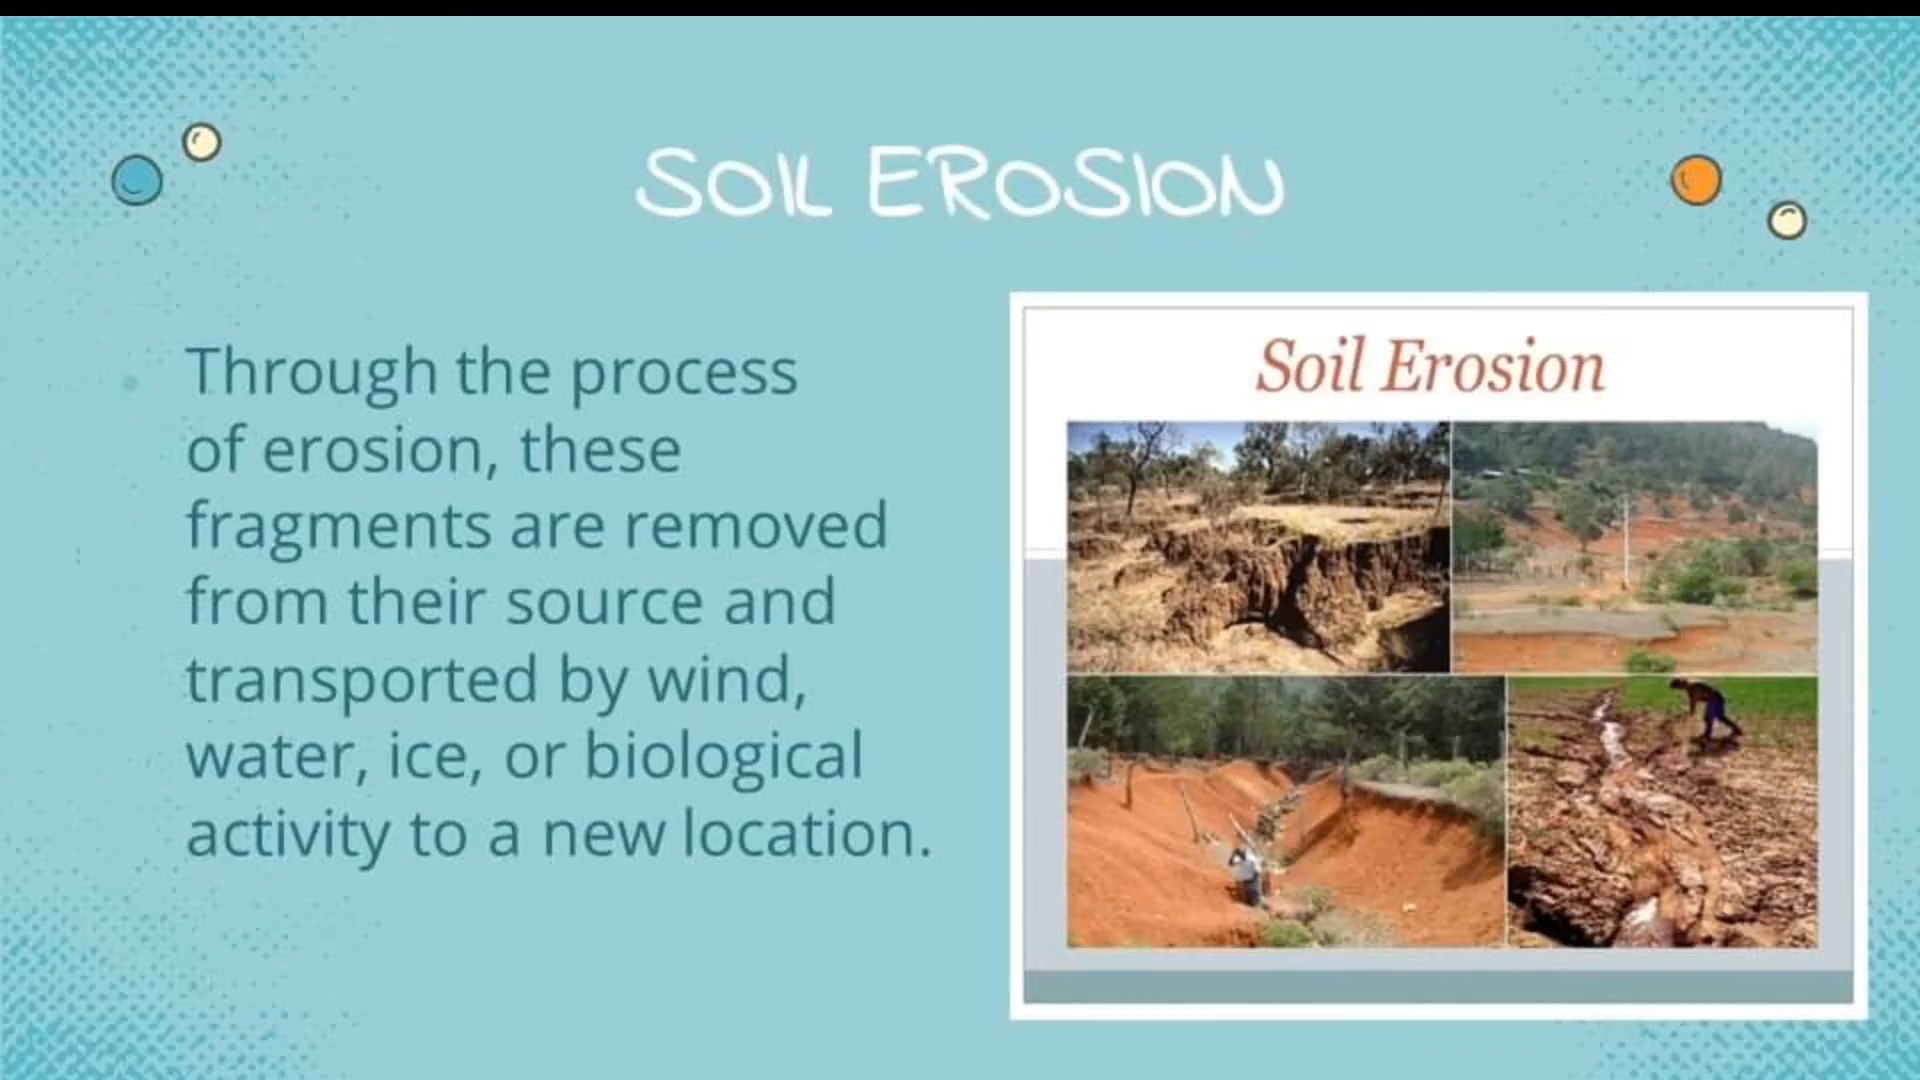 SOIL EROSION
Through the process
of erosion, these
fragments are removed
from their source and
transported by wind,
water, ice, or biological
activity to a new location.
Soil Erosion